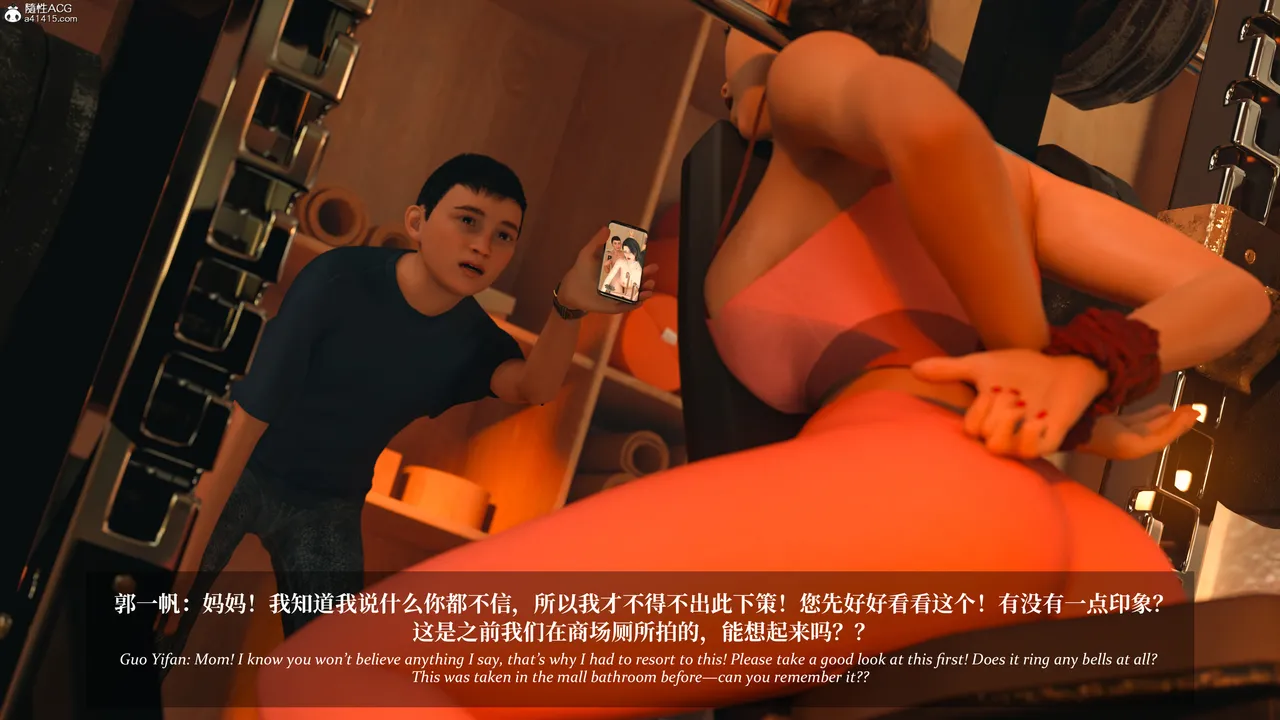 隨性ACG
a41415.com
郭一帆：妈妈！我知道我说什么你都不信，所以我才不得不出此下策！您先好好看看这个！有没有一点印象？
这是之前我们在商场厕所拍的，能想起来吗？？
Guo Yifan: Mom! I know you won’t believe anything I say, that’s why I had to resort to this! Please take a good look at this first! Does it ring any bells at all?
This was taken in the mall bathroom before—can you remember it??